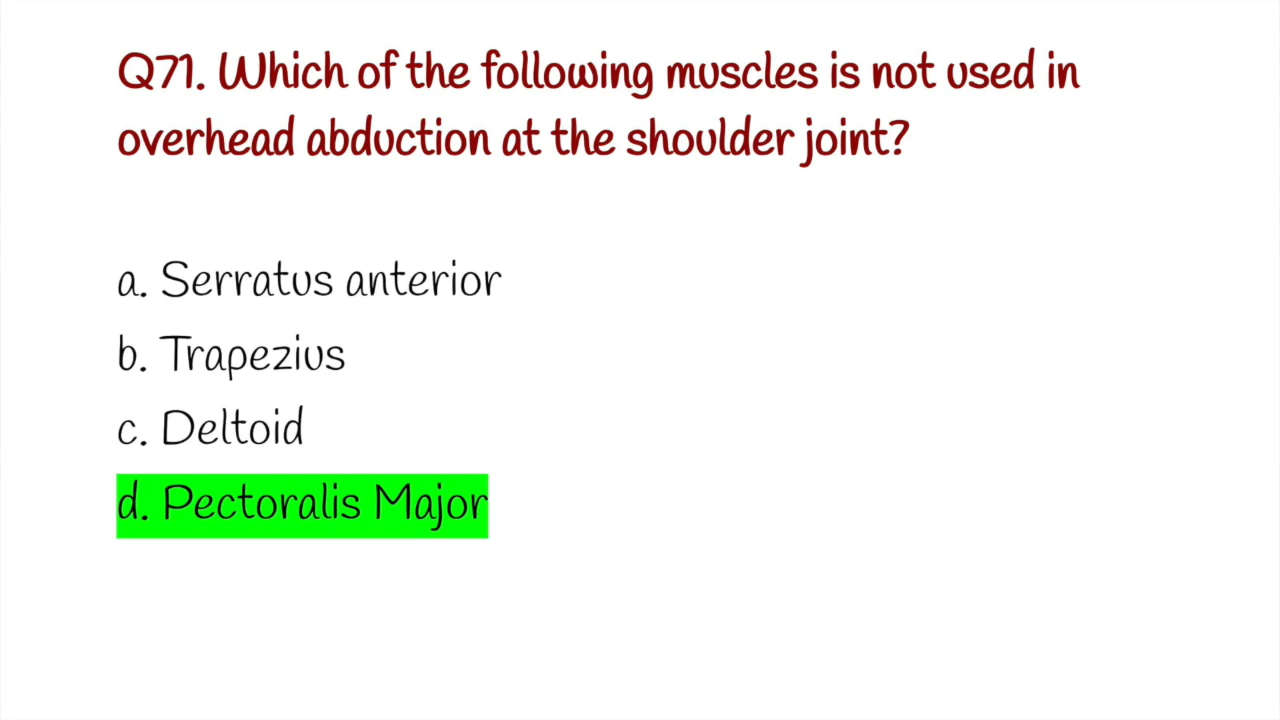 Q71. Which of the following muscles is not used in
overhead abduction at the shoulder joint?
a. Serratus anterior
b. Trapezius
c. Deltoid
d. Pectoralis Major